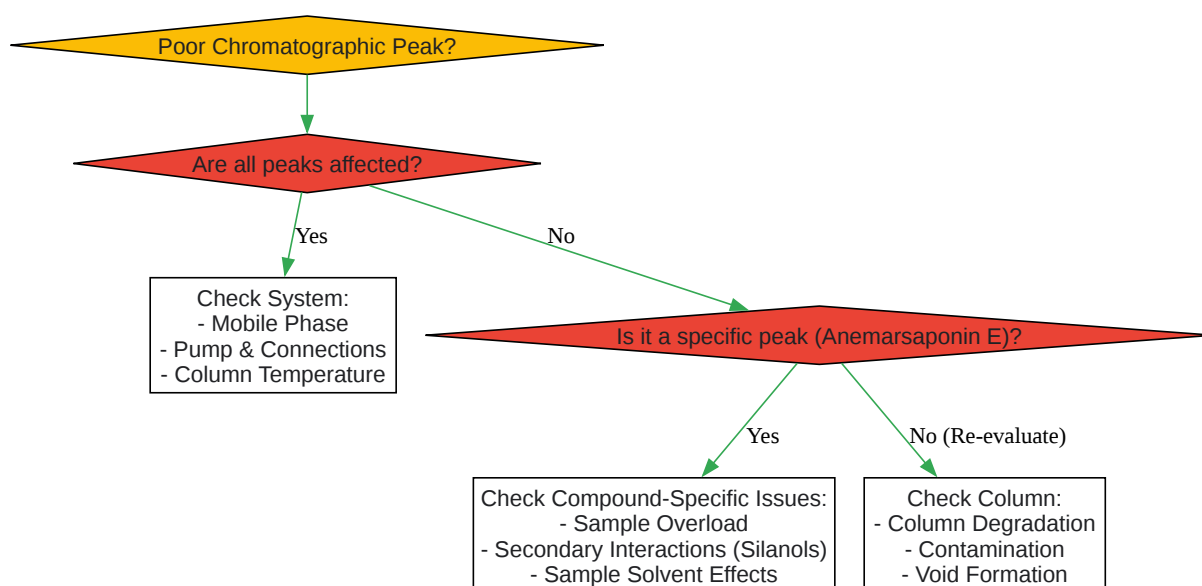 Poor Chromatographic Peak?
Are all peaks affected?
Yes
No
Check System:
- Mobile Phase
- Pump & Connections
- Column Temperature
Is it a specific peak (Anemarsaponin E)?
Yes
No (Re-evaluate)
Check Compound-Specific Issues:
- Sample Overload
- Secondary Interactions (Silanols)
- Sample Solvent Effects
Check Column:
- Column Degradation
- Contamination
- Void Formation